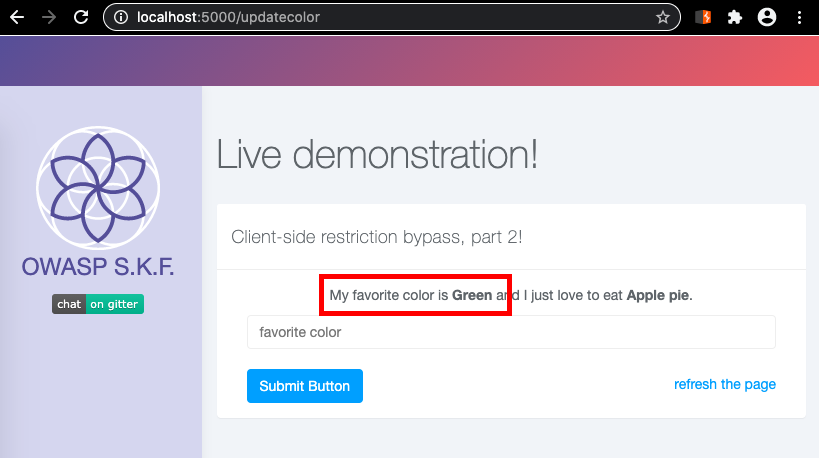 localhost:5000/updatecolor
Live demonstration!
OWASP S.K.F.
chat on gitter
Client-side restriction bypass, part 2!
My favorite color is Green and I just love to eat Apple pie.
favorite color
Submit Button
refresh the page